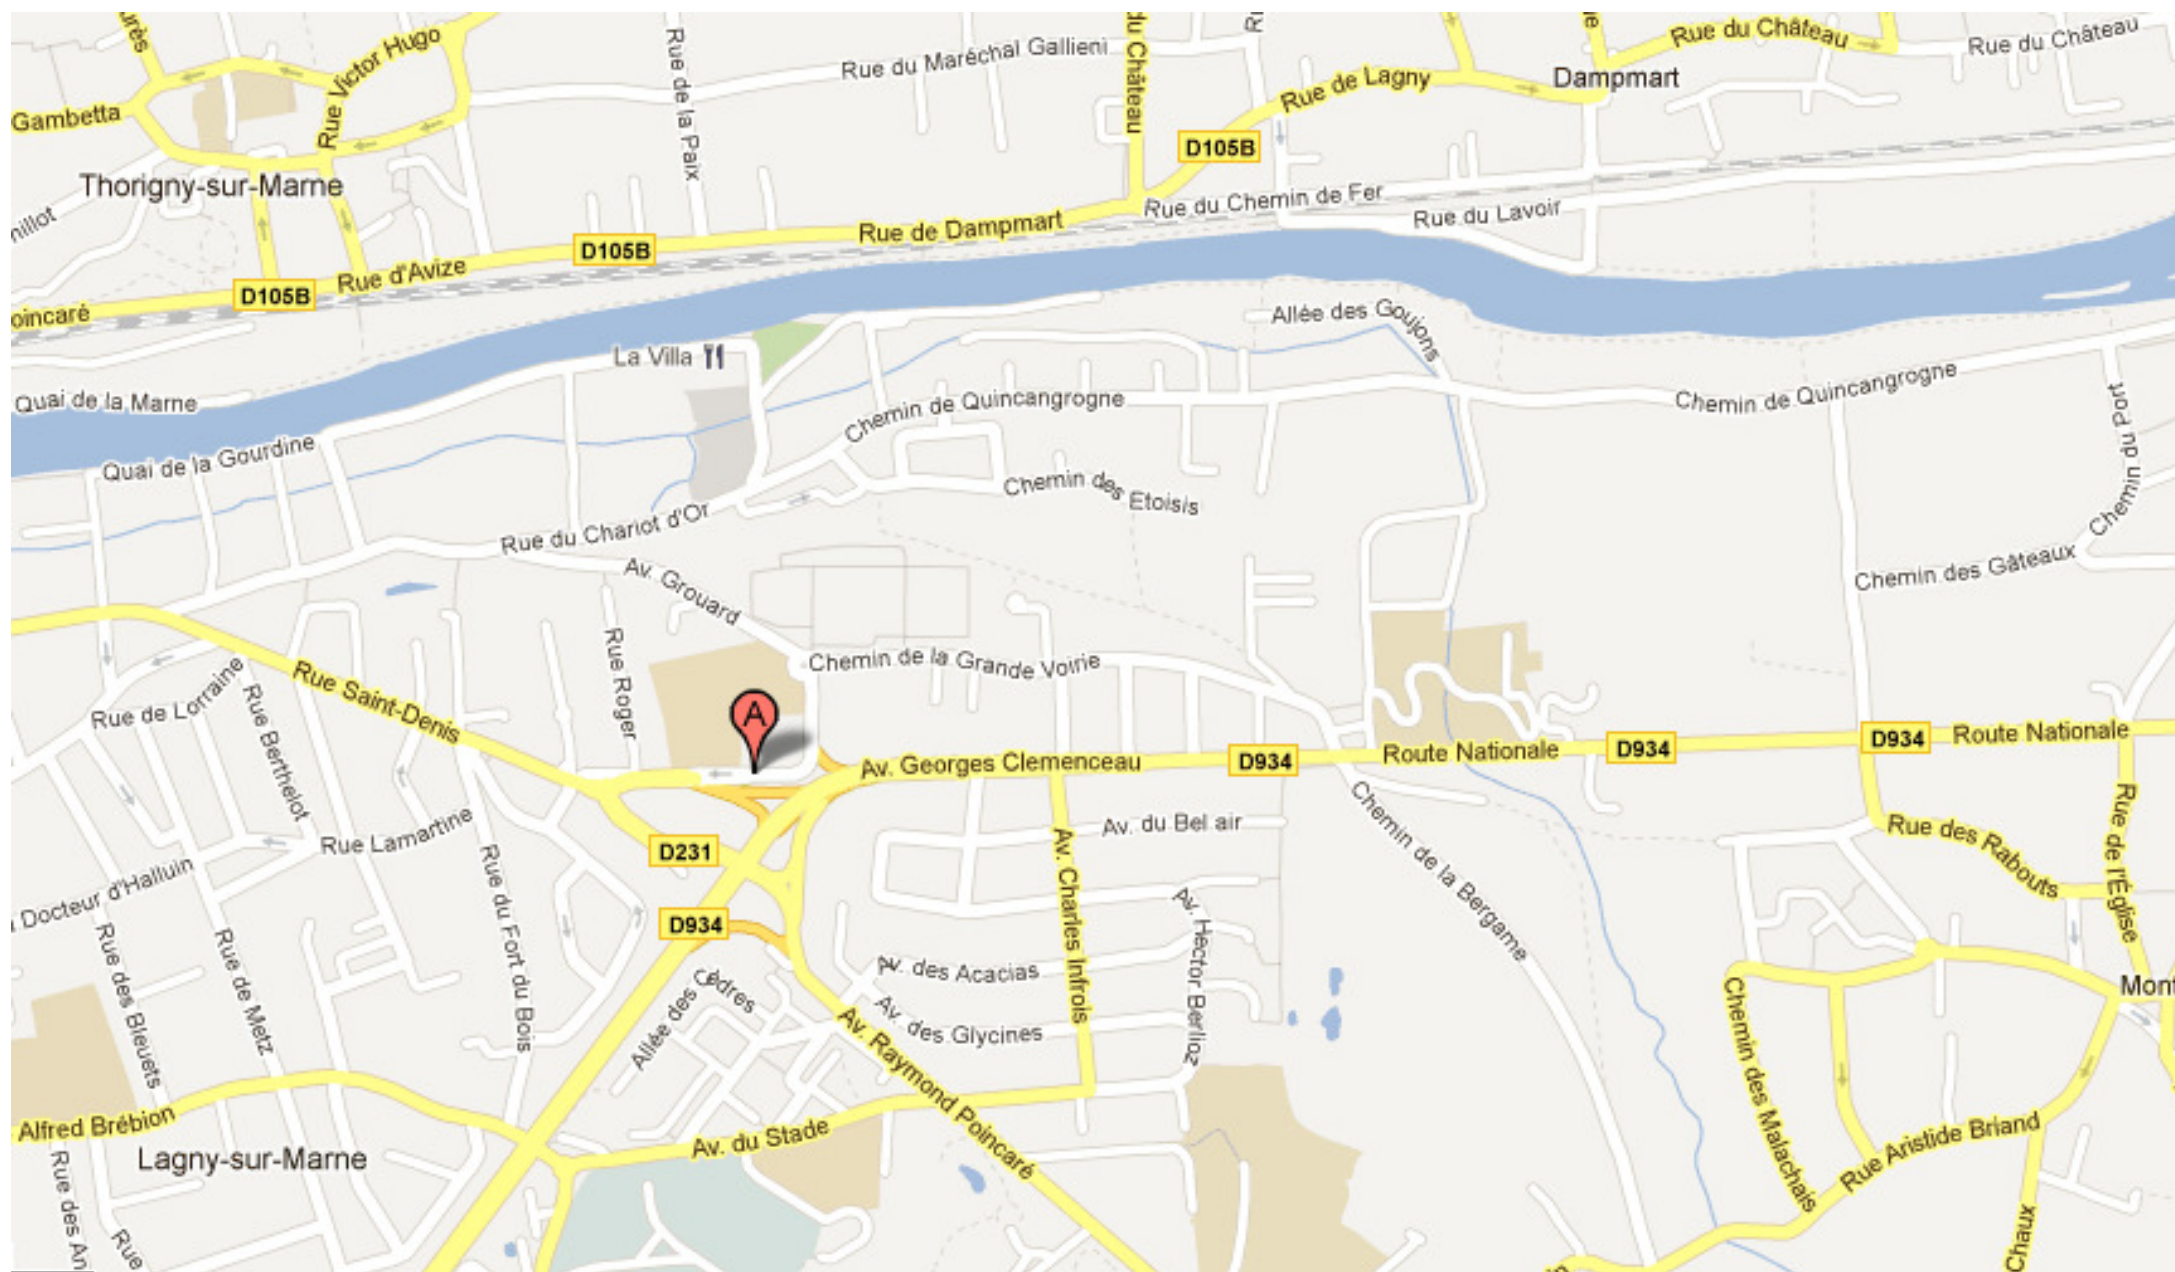 Rue Victor Hugo
Gambetta
Thorigny-sur-Marne
Rue de la Paix
Rue du Maréchal Gallieni
du Château
Rue de Lagny
D105B
Dampmart
Rue du Château
Rue du Château
Rue du Chemin de Fer
Rue du Lavoir
Rue de Dampmart
D105B
Rue d'Avize
D105B
oincaré
La Villa
Allée des Goujons
Quai de la Marne
Quai de la Gourdine
Chemin de Quincangrogne
Chemin de Quincangrogne
Chemin du Port
Chemin des Etoisis
Rue du Chariot d'Or
Chemin des Gâteaux
Av. Grouard
Rue Roger
Chemin de la Grande Voirie
Rue Saint-Denis
Rue de Lorraine
Rue Berthelot
A
Av. Georges Clemenceau
D934
Route Nationale
D934
D934
Route Nationale
Rue Lamartine
D231
Av. du Bel air
Chemin de la Bergame
Rue des Rabouts
Rue de l'Église
Docteur d'Halluin
Rue du Fort du Bois
D934
Av. Charles Infrois
Av. Hector Berlioz
Rue des Bleuets
Rue de Metz
Allée des Cèdres
Av. des Acacias
Av. des Glycines
Av. Raymond Poincaré
Chemin des Malachais
Mont
Alfred Brébion
Lagny-sur-Marne
Av. du Stade
Rue Aristide Briand
Rue des An
Rue
Chaux